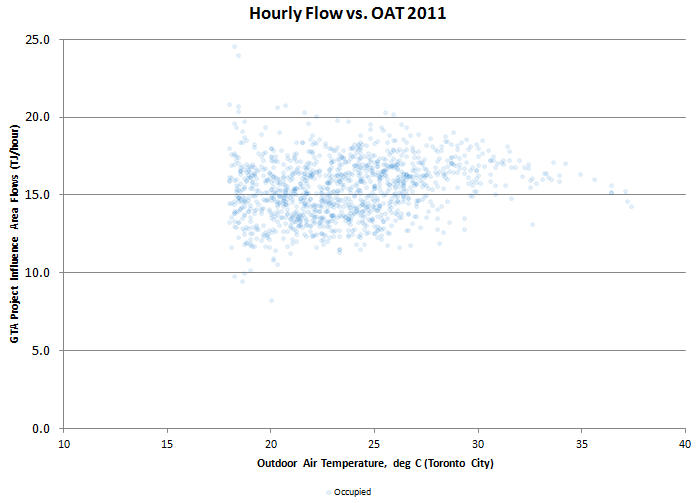 Hourly Flow vs. OAT 2011
25.0
20.0
15.0
10.0
5.0
0.0
GTA Project Influence Area Flows (TJ/hour)
10 15 20 25 30 35 40
Outdoor Air Temperature, deg C (Toronto City)
Occupied